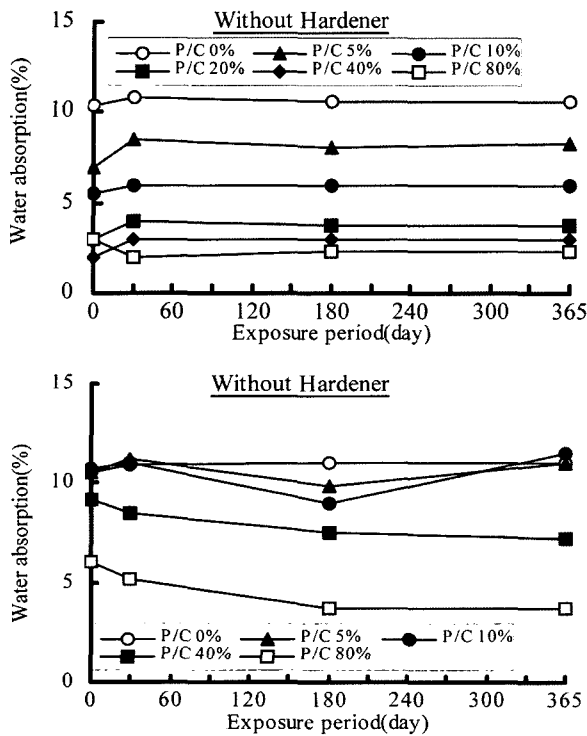 Without Hardener
P/C 0% P/C 5% P/C 10%
P/C 20% P/C 40% P/C 80%
Water absorption(%)
15
10
5
0
0 60 120 180 240 300 365
Exposure period(day)
Without Hardener
Water absorption(%)
15
10
5
0
P/C 0% P/C 5% P/C 10%
P/C 40% P/C 80%
0 60 120 180 240 300 365
Exposure period(day)